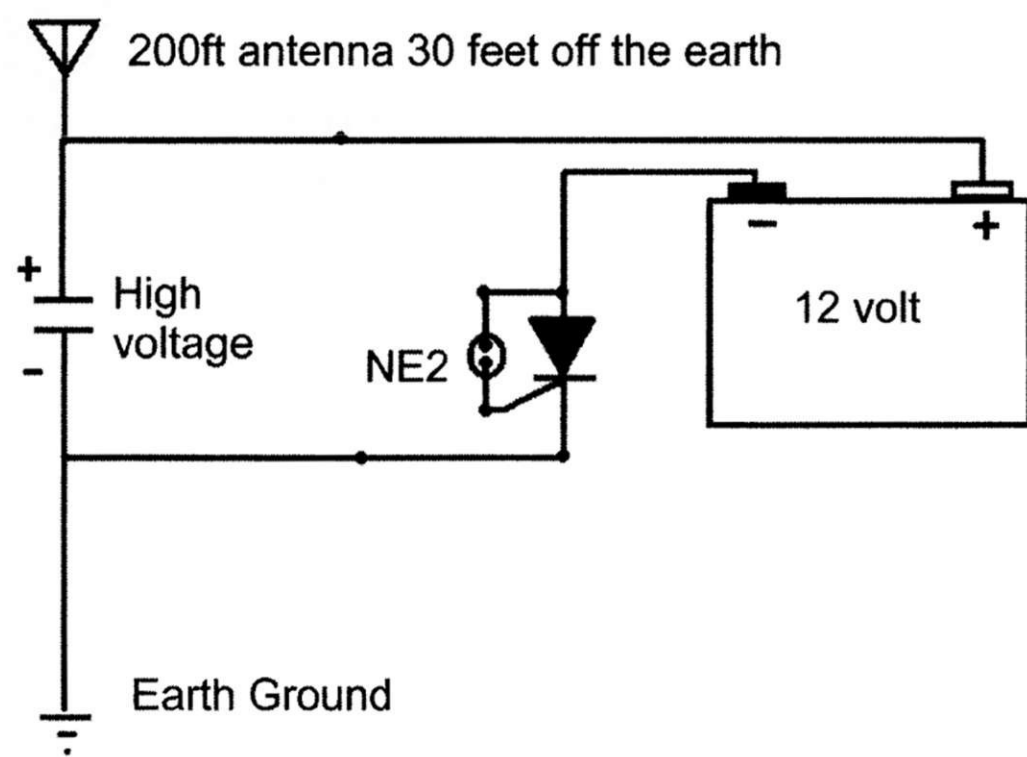 200ft antenna 30 feet off the earth
- +
+
High
voltage
-
12 volt
NE2
Earth Ground